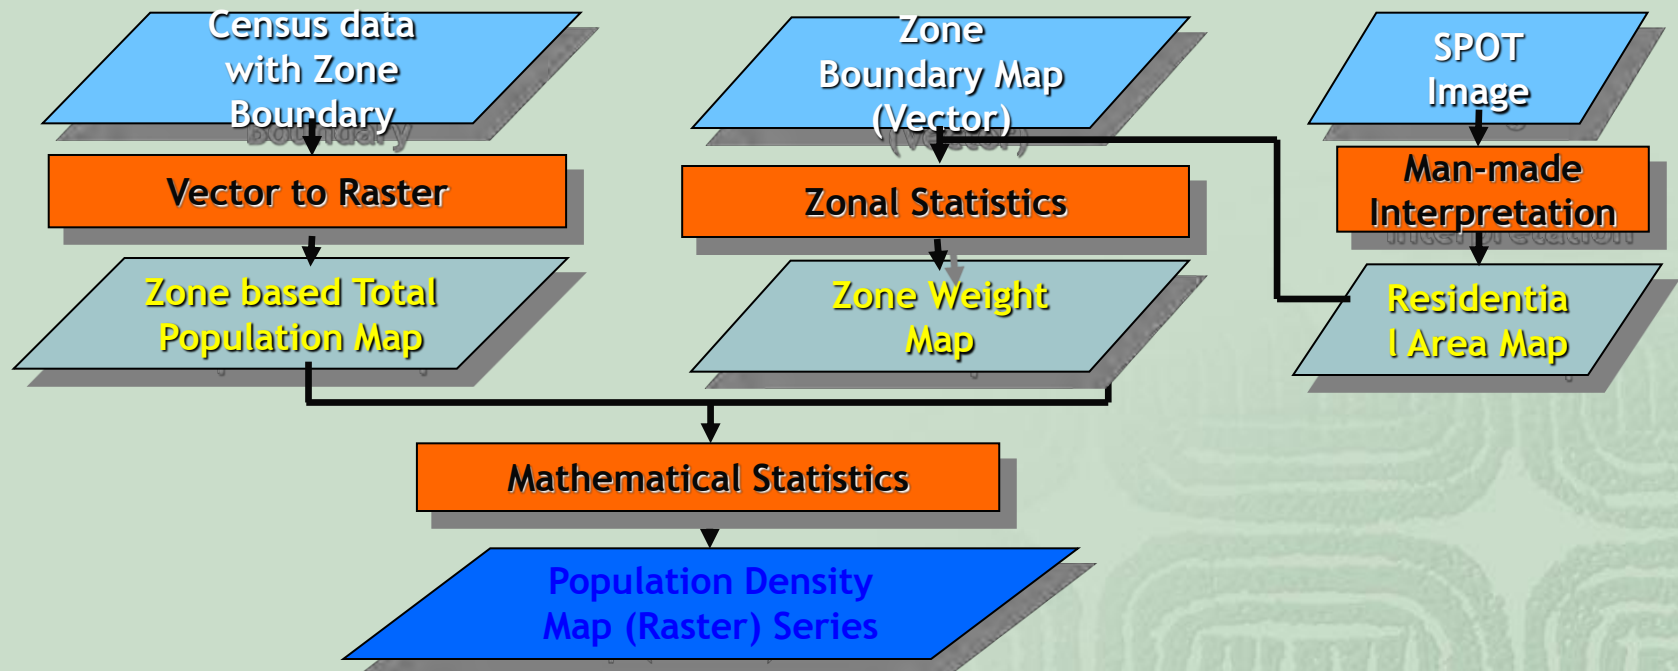 Census data
with Zone
Boundary
Zone
Boundary Map
(Vector)
SPOT
Image
Vector to Raster
Zonal Statistics
Man-made
Interpretation
Zone based Total
Population Map
Zone Weight
Map
Residentia
l Area Map
Mathematical Statistics
Population Density
Map (Raster) Series